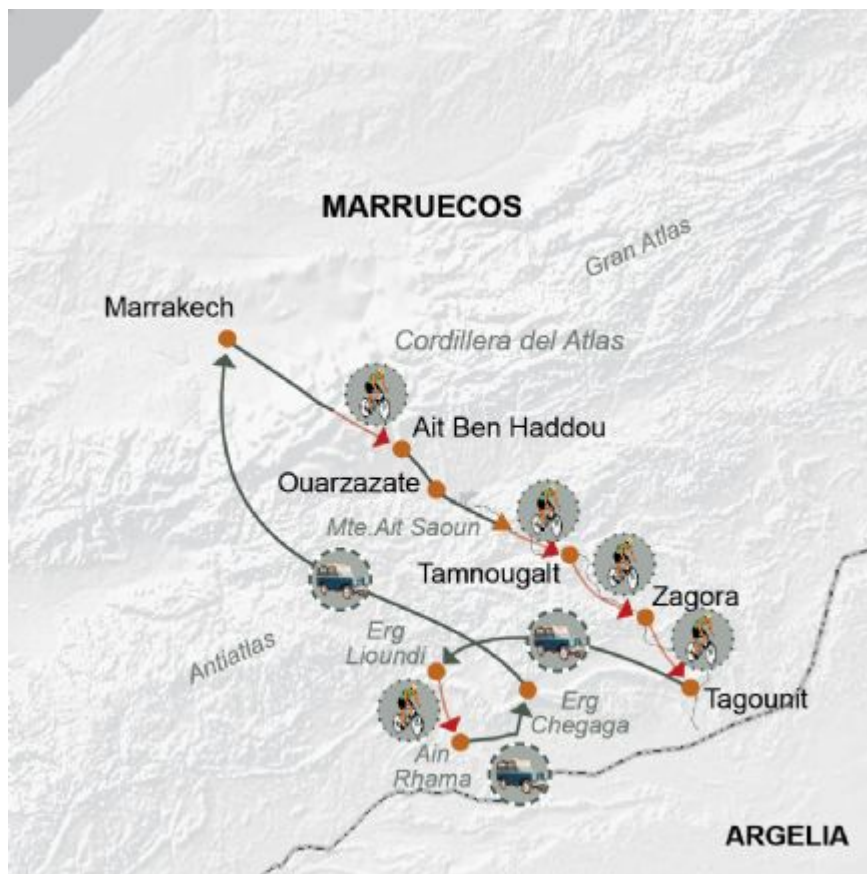 MARRUECOS
Gran Atlas
Marrakech
Cordillera del Atlas
Ait Ben Haddou
Ouarzazate
Mte.Ait Saoun
Tamnougalt
Zagora
Erg
Lioundi
Antiatlas
Tagounit
Erg
Chegaga
Ain
Rhama
ARGELIA